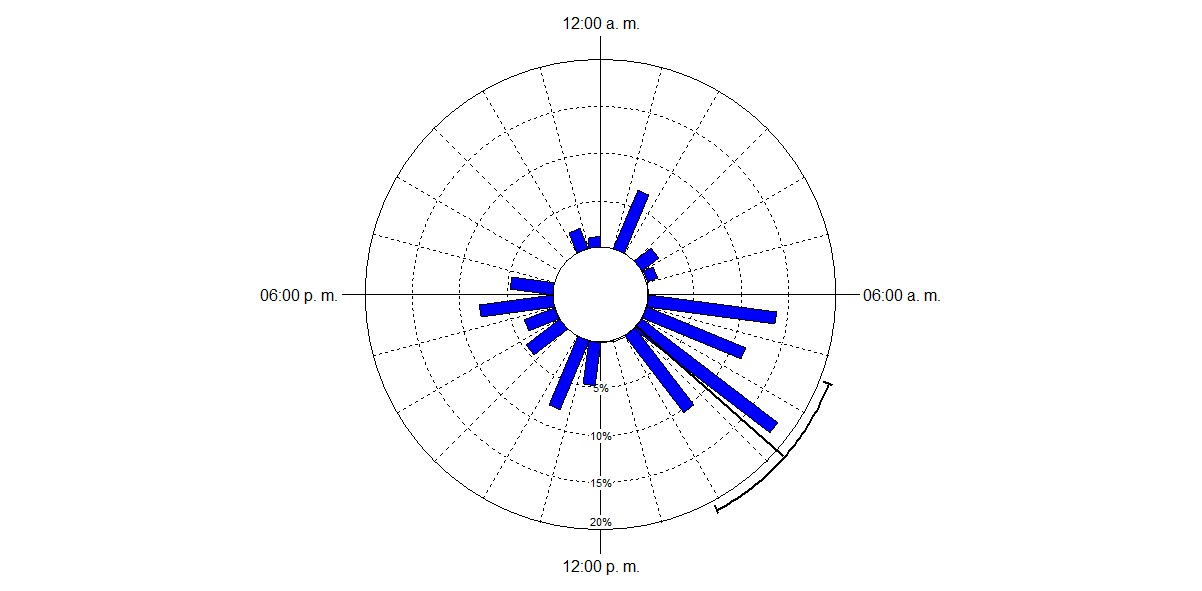 12:00 a. m.
06:00 p. m.
06:00 a. m.
5%
10%
15%
20%
12:00 p. m.